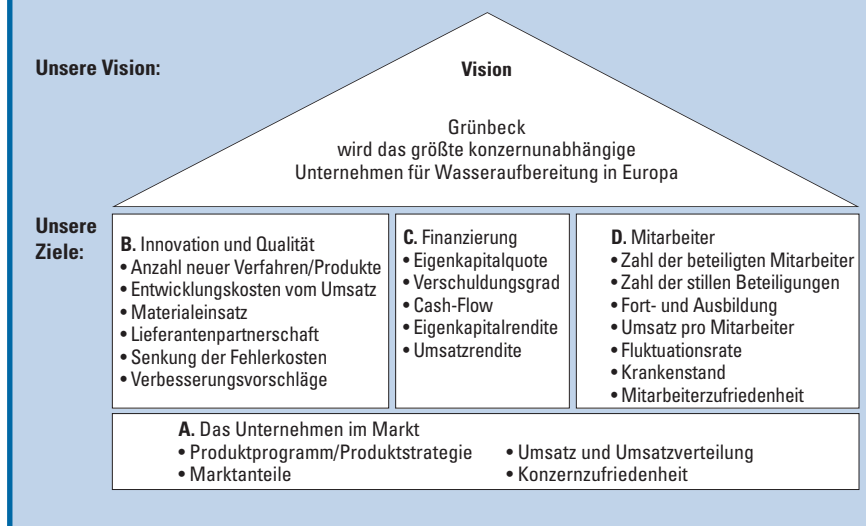 Unsere Vision:
Vision
Grünbeck
wird das größte konzernunabhängige
Unternehmen für Wasseraufbereitung in Europa
Unsere
Ziele:
B. Innovation und Qualität
• Anzahl neuer Verfahren/Produkte
• Entwicklungskosten vom Umsatz
• Materialeinsatz
• Lieferantenpartnerschaft
• Senkung der Fehlerkosten
• Verbesserungsvorschläge
C. Finanzierung
• Eigenkapitalquote
• Verschuldungsgrad
• Cash-Flow
• Eigenkapitalrendite
• Umsatzrendite
D. Mitarbeiter
• Zahl der beteiligten Mitarbeiter
• Zahl der stillen Beteiligungen
• Fort- und Ausbildung
• Umsatz pro Mitarbeiter
• Fluktuationsrate
• Krankenstand
• Mitarbeiterzufriedenheit
A. Das Unternehmen im Markt
• Produktprogramm/Produktstrategie
• Marktanteile
• Umsatz und Umsatzverteilung
• Konzernzufriedenheit